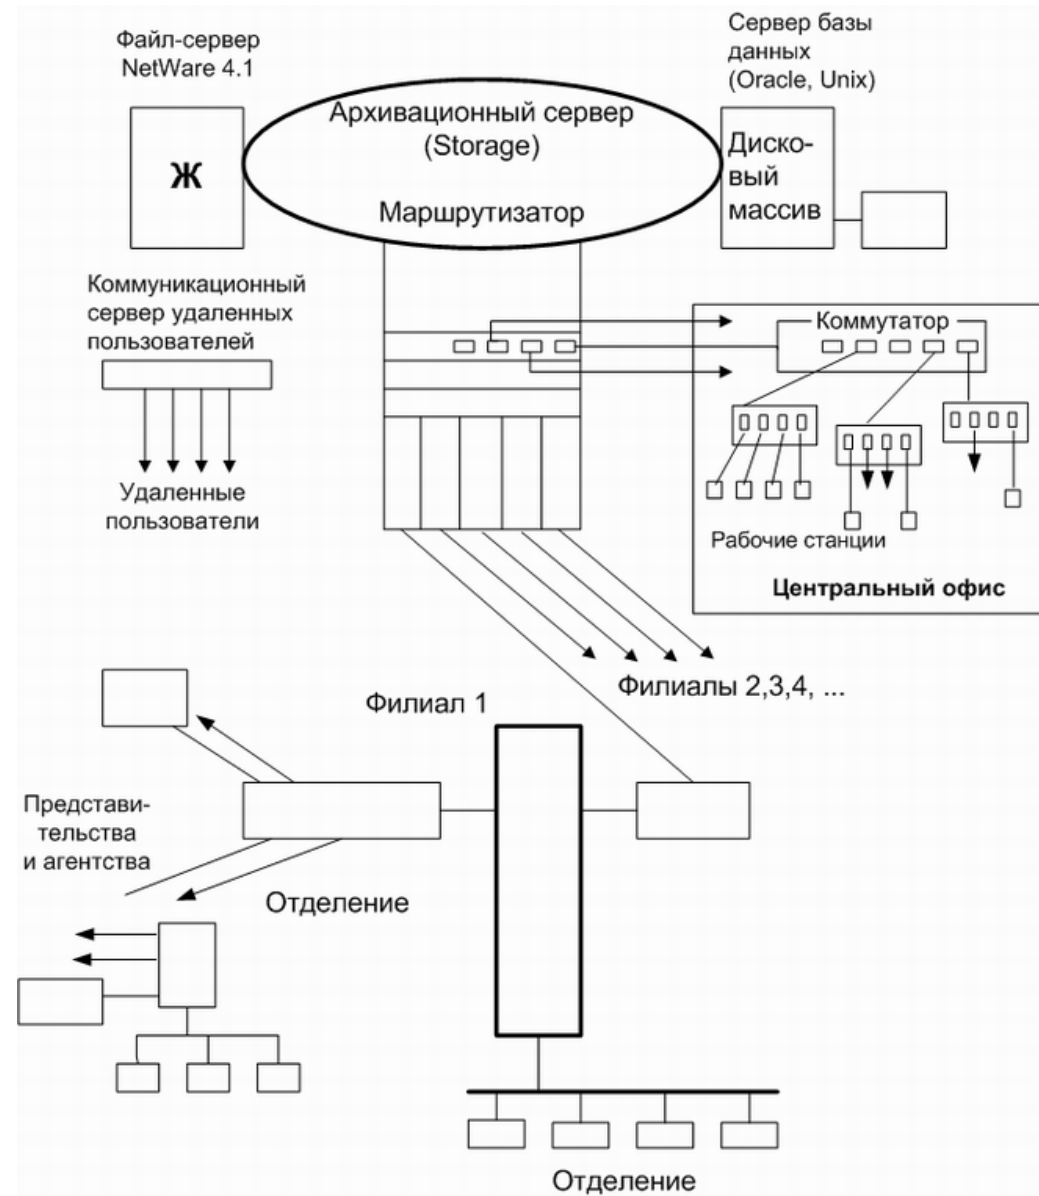 Файл-сервер
NetWare 4.1
Сервер базы
данных
(Oracle, Unix)
Архивационный сервер
(Storage)
Маршрутизатор
Ж
Диско-
вый
массив
Коммуникационный
сервер удаленных
пользователей
Удаленные
пользователи
Коммутатор
Рабочие станции
Центральный офис
Филиалы 2,3,4, ...
Филиал 1
Представи-
тельства
и агентства
Отделение
Отделение